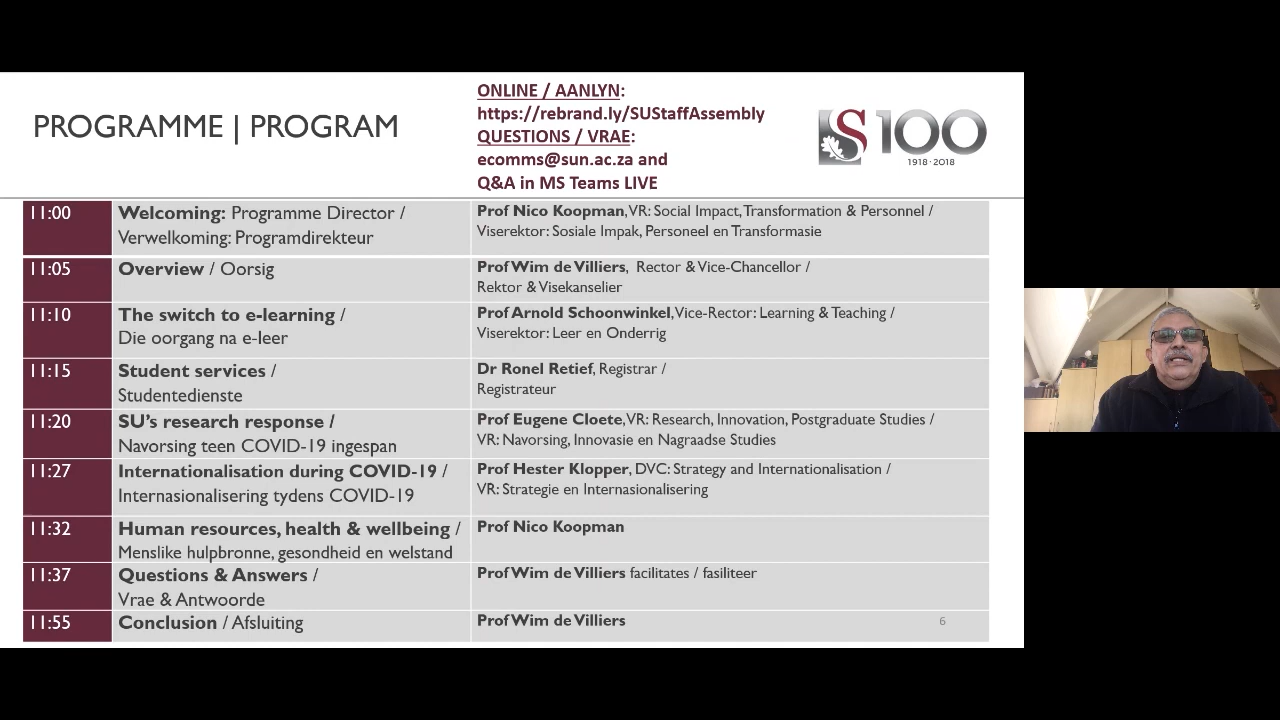 PROGRAMME | PROGRAM
ONLINE / AANLYN:
https://rebrand.ly/SUStaffAssembly
QUESTIONS / VRAE:
ecomms@sun.ac.za and
Q&A in MS Teams LIVE
S100
1918·2018
11:00
Welcoming: Programme Director /
Verwelkoming: Programdirekteur
Prof Nico Koopman, VR: Social Impact, Transformation & Personnel /
Viserektor: Sosiale Impak, Personeel en Transformasie
11:05
Overview / Oorsig
Prof Wim de Villiers, Rector & Vice-Chancellor /
Rektor & Visekanselier
11:10
The switch to e-learning /
Die oorgang na e-leer
Prof Arnold Schoonwinkel, Vice-Rector: Learning & Teaching /
Viserektor: Leer en Onderrig
11:15
Student services /
Studentedienste
Dr Ronel Retief, Registrar /
Registrateur
11:20
SU's research response /
Navorsing teen COVID-19 ingespan
Prof Eugene Cloete, VR: Research, Innovation, Postgraduate Studies /
VR: Navorsing, Innovasie en Nagraadse Studies
11:27
Internationalisation during COVID-19 /
Internasionalisering tydens COVID-19
Prof Hester Klopper, DVC: Strategy and Internationalisation /
VR: Strategie en Internasionalisering
11:32
Human resources, health & wellbeing /
Menslike hulpbronne, gesondheid en welstand
Prof Nico Koopman
11:37
Questions & Answers /
Vrae & Antwoorde
Prof Wim de Villiers facilitates / fasiliteer
11:55
Conclusion / Afsluiting
Prof Wim de Villiers
6